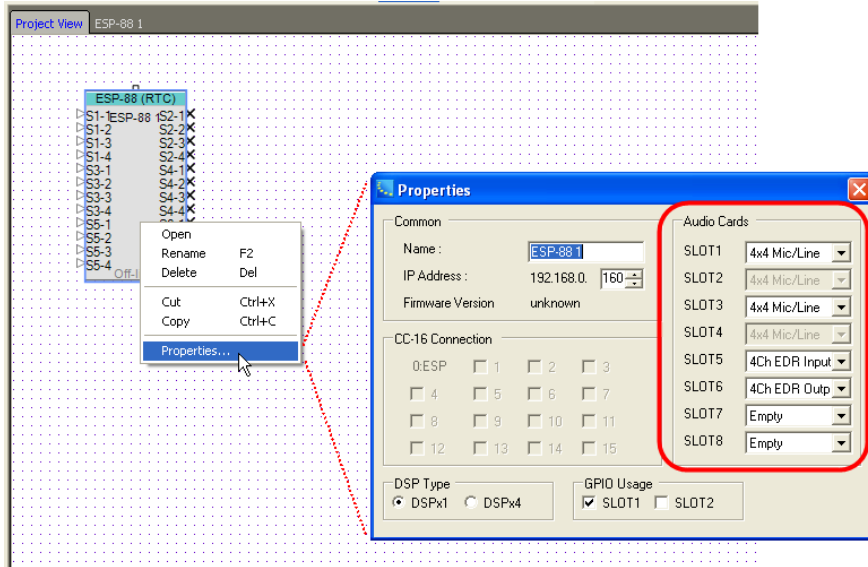 Project View ESP-88 1
ESP-88 (RTC)
ESP-88 1
S1-1 S2-1
S1-2 S2-2
S1-3 S2-3
S1-4 S2-4
S3-1 S4-1
S3-2 S4-2
S3-3 S4-3
S3-4 S4-4
S5-1
S5-2
S5-3
S5-4
Off-l
Open
Rename F2
Delete Del
Cut Ctrl+X
Copy Ctrl+C
Properties...
Properties
Common
Name : ESP-88 1
IP Address : 192.168.0. 160
Firmware Version unknown
CC-16 Connection
0:ESP 1 2 3
4 5 6 7
8 9 10 11
12 13 14 15
DSP Type
DSPx1 DSPx4
GPIO Usage
SLOT1 SLOT2
Audio Cards
SLOT1 4x4 Mic/Line
SLOT2 4x4 Mic/Line
SLOT3 4x4 Mic/Line
SLOT4 4x4 Mic/Line
SLOT5 4Ch EDR Input
SLOT6 4Ch EDR Outp
SLOT7 Empty
SLOT8 Empty